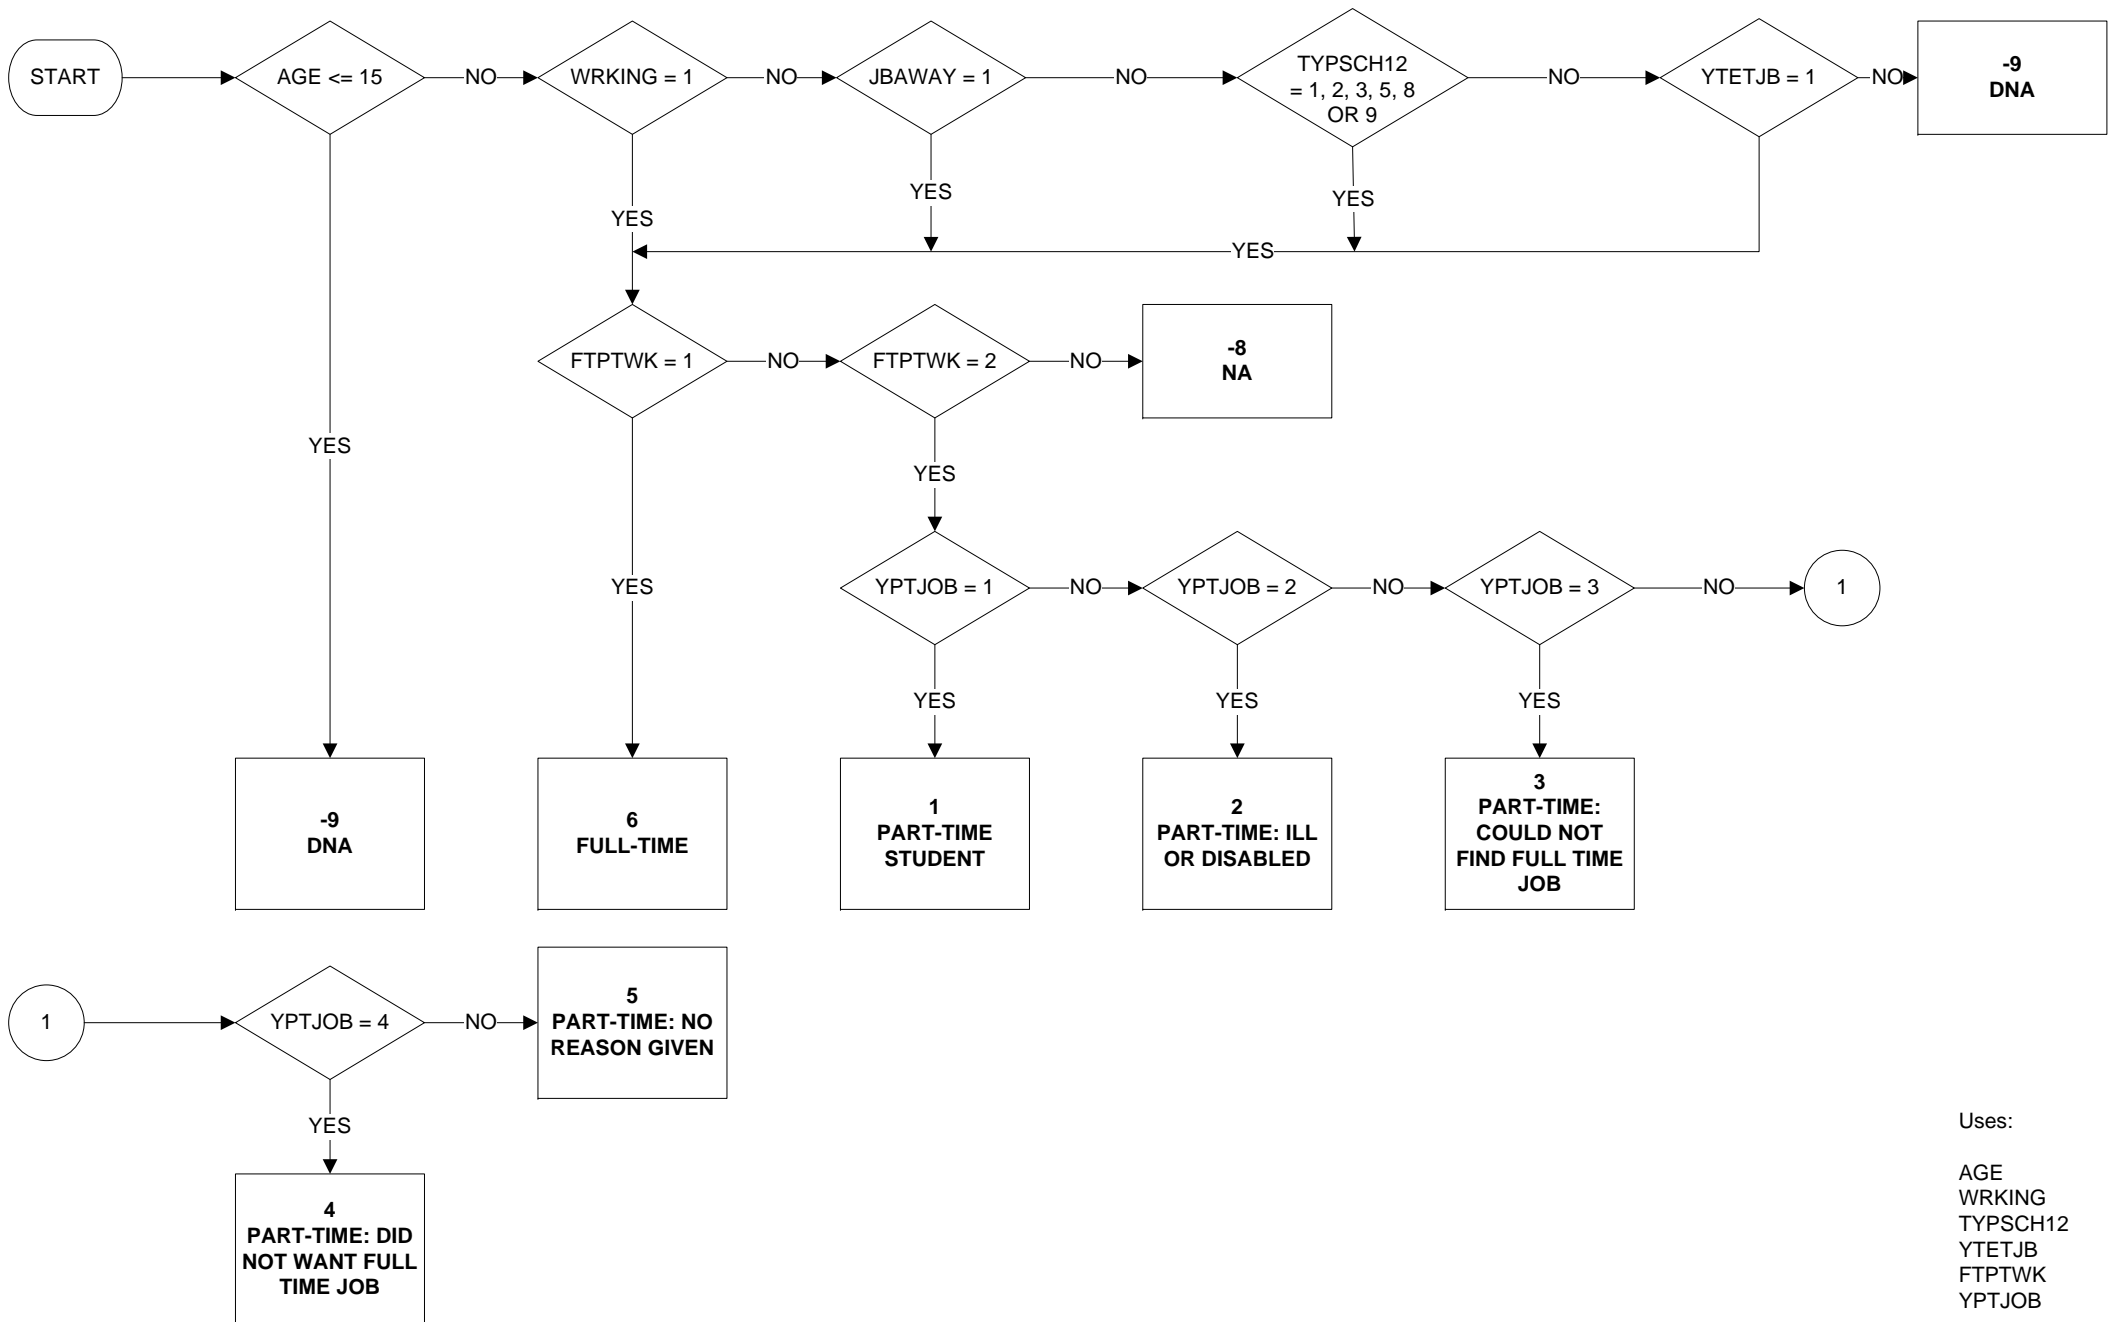 START
AGE <= 15
NO
WRKING = 1
NO
JBAWAY = 1
NO
TYPSCH12
= 1, 2, 3, 5, 8
OR 9
NO
YTETJB = 1
NO
-9
DNA
YES
YES
YES
YES
YES
FTPTWK = 1
NO
FTPTWK = 2
NO
-8
NA
YES
YES
YPTJOB = 1
NO
YPTJOB = 2
NO
YPTJOB = 3
NO
1
YES
YES
YES
YES
-9
DNA
6
FULL-TIME
1
PART-TIME
STUDENT
2
PART-TIME: ILL
OR DISABLED
3
PART-TIME:
COULD NOT
FIND FULL TIME
JOB
1
YPTJOB = 4
NO
5
PART-TIME: NO
REASON GIVEN
YES
4
PART-TIME: DID
NOT WANT FULL
TIME JOB
Uses:
AGE
WRKING
TYPSCH12
YTETJB
FTPTWK
YPTJOB